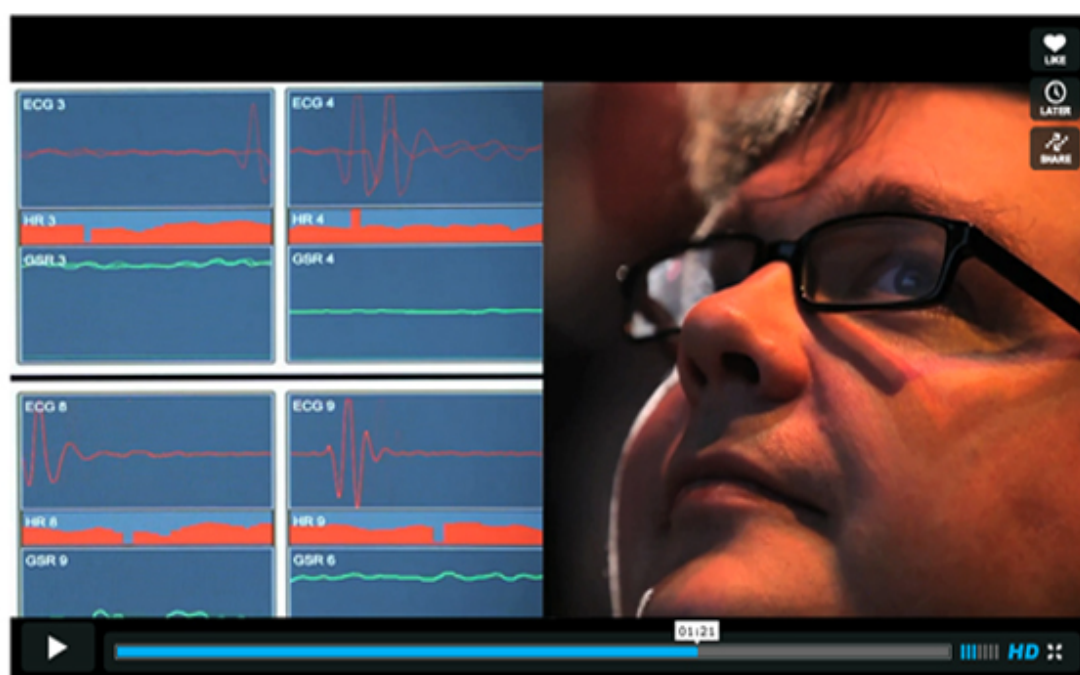 LIKE
LATER
SHARE
ECG 3
ECG 4
HR 3
HR 4
GSR 3
GSR 4
ECG 8
ECG 9
HR 8
HR 9
GSR 9
GSR 6
01:21
HD